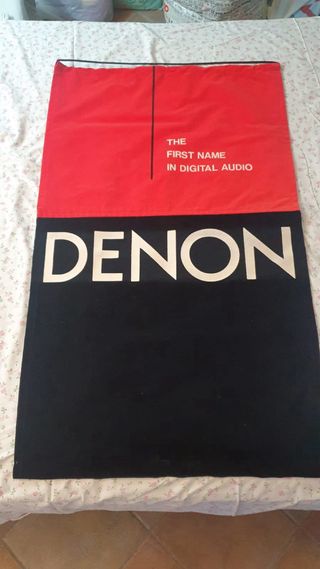 THE
FIRST NAME
IN DIGITAL AUDIO
DENON